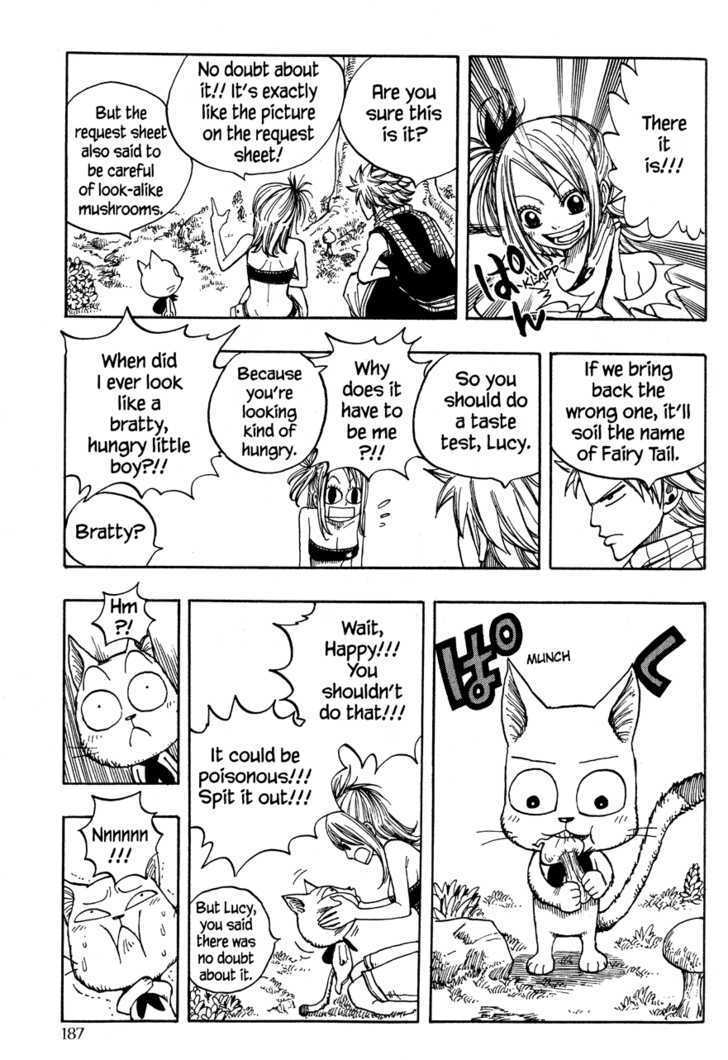 There
it
is!!!
ぱん
KLAPP
Are you
sure this
is it?
No doubt about
it!! It's exactly
like the picture
on the request
sheet!
But the
request sheet
also said to
be careful
of look-alike
mushrooms.
If we bring
back the
wrong one, it'll
soil the name
of Fairy Tail.
So you
should do
a taste
test, Lucy.
Why
does it
have to
be me
?!!
Because
you're
looking
kind of
hungry.
When did
I ever look
like a
bratty,
hungry little
boy?!!
Bratty?
ぱく
MUNCH
Wait,
Happy!!!
You
shouldn't
do that!!!
It could be
poisonous!!!
Spit it out!!!
But Lucy,
you said
there was
no doubt
about it.
Hm
?!
Nnnnnn
!!!
187